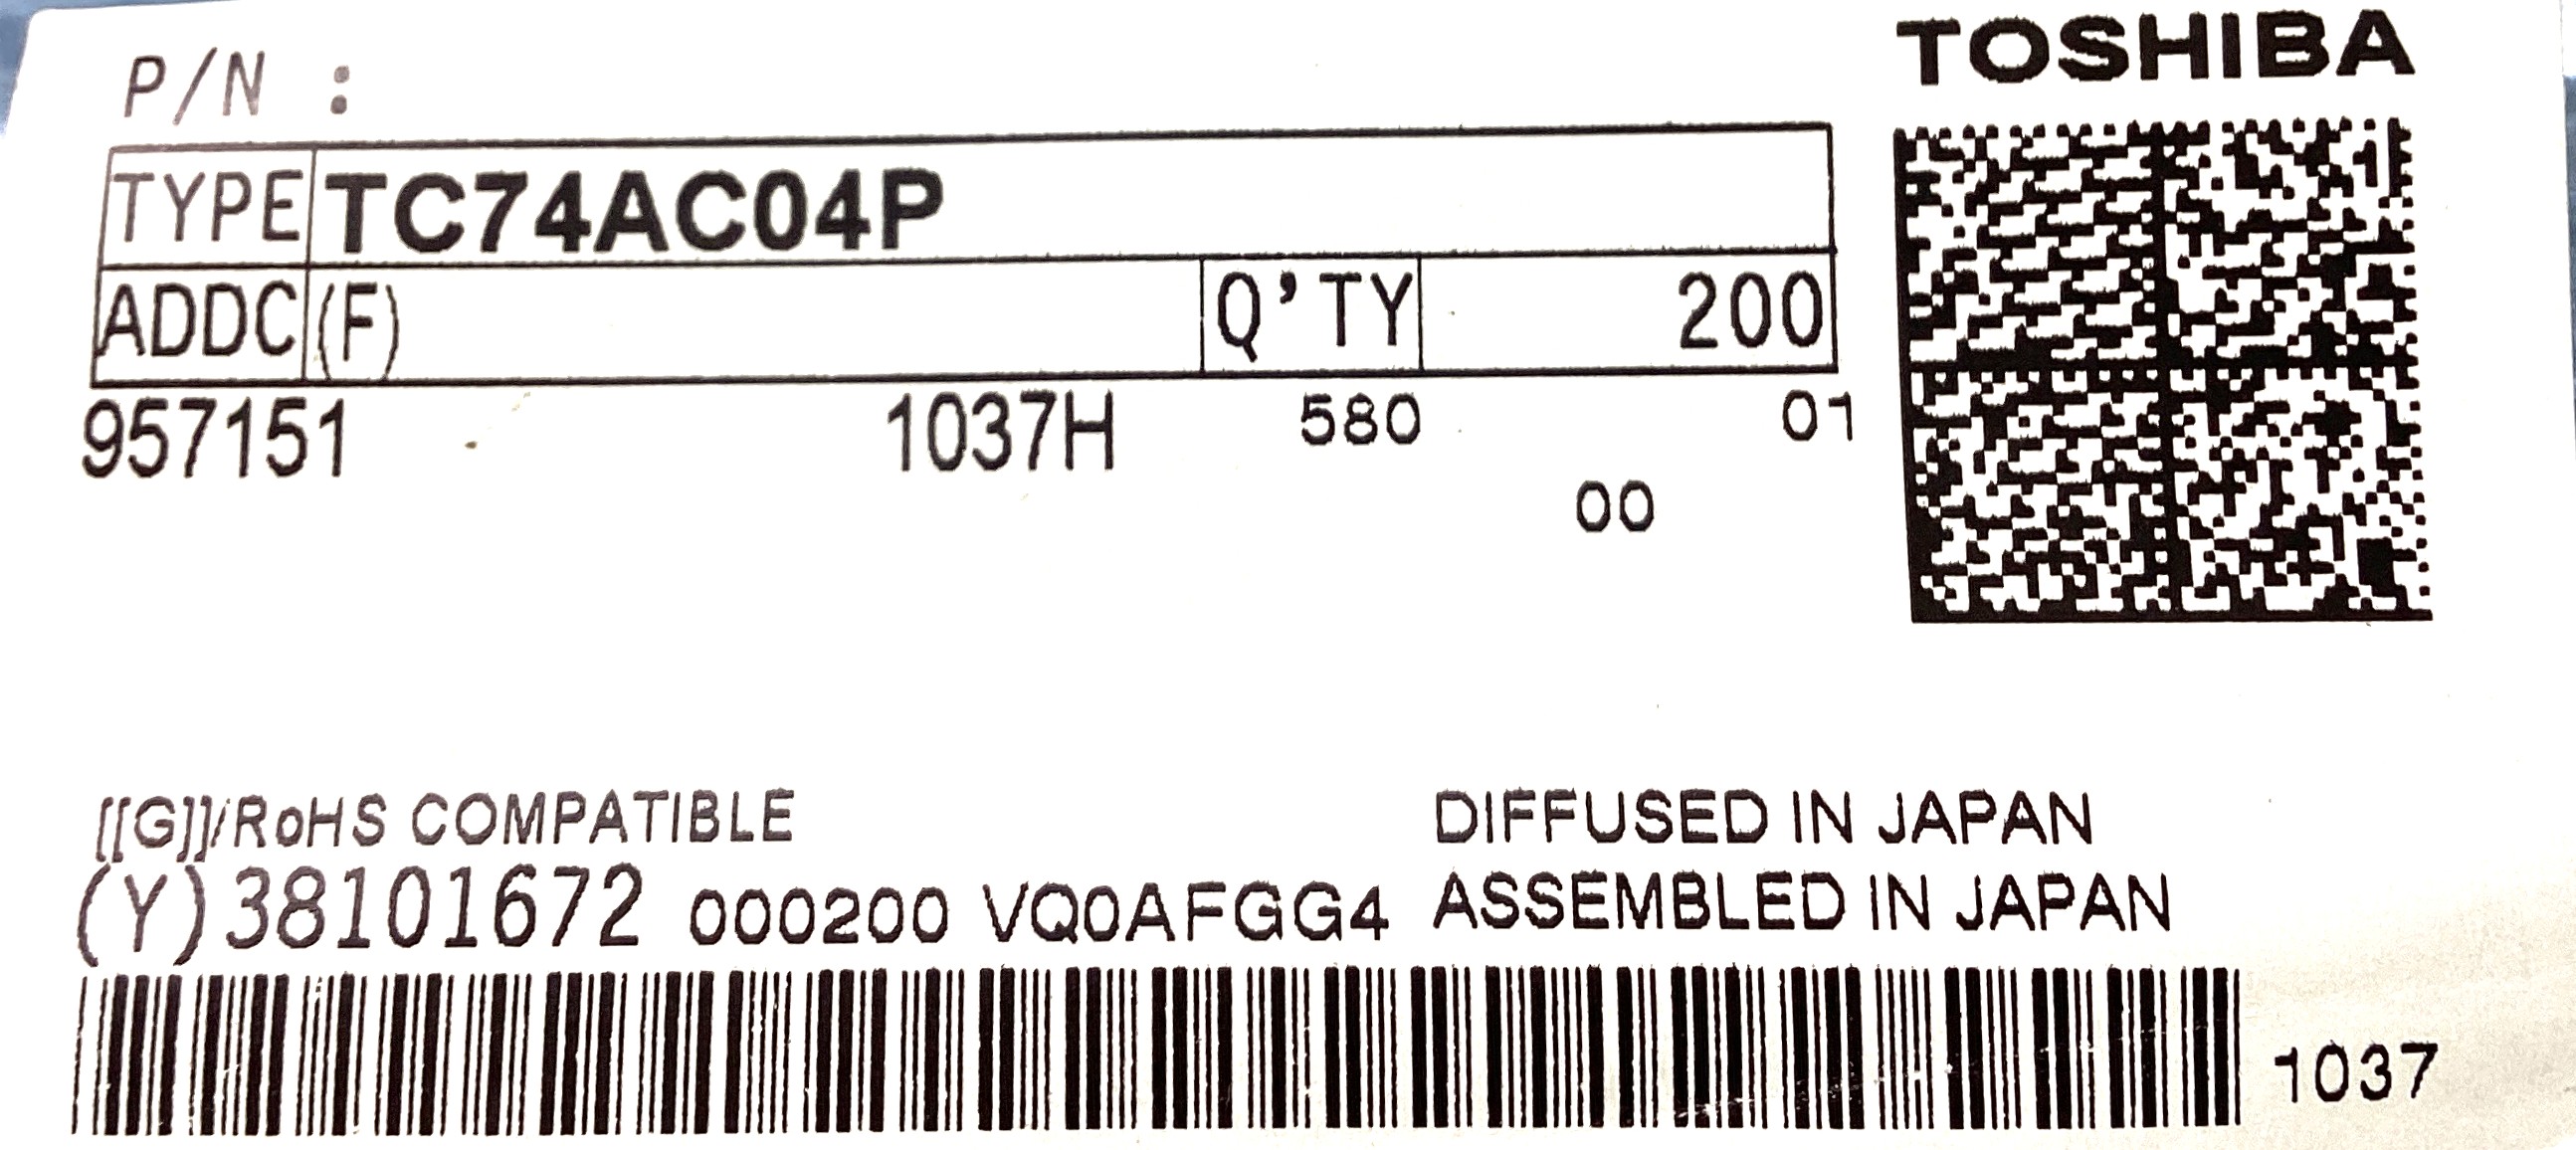 TOSHIBA
P/N :
TYPE TC74AC04P
ADDC (F) Q'TY 200
957151 1037H 580 01
00
[[G]]/RoHS COMPATIBLE DIFFUSED IN JAPAN
(Y)38101672 000200 VQ0AFGG4 ASSEMBLED IN JAPAN
1037